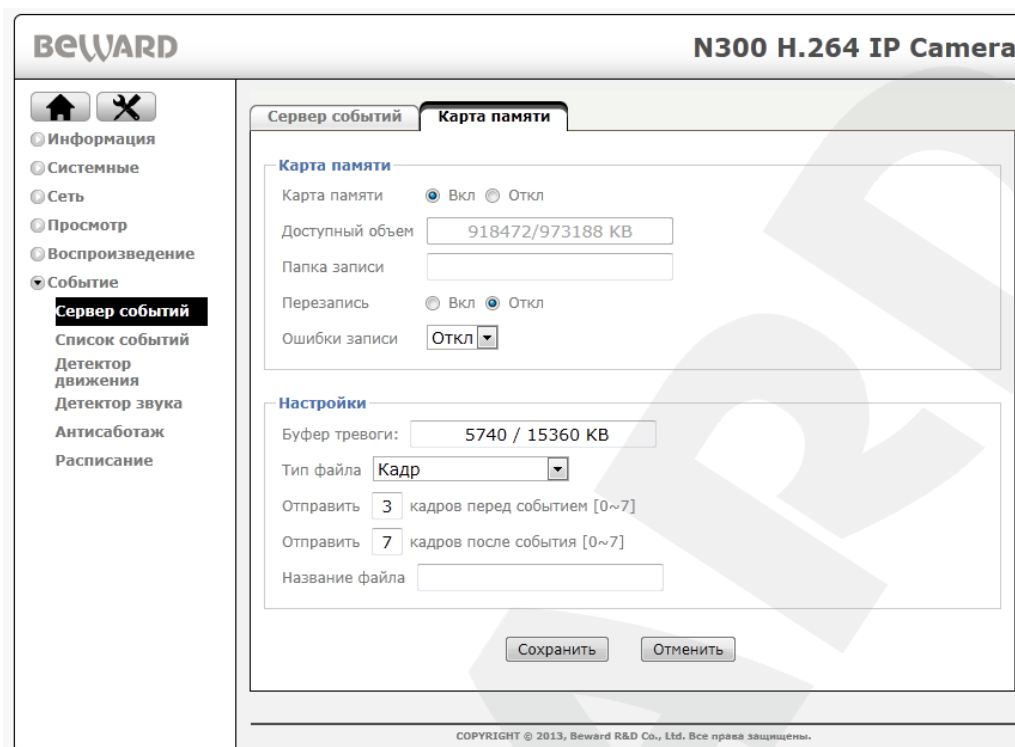 BEWARD
N300 H.264 IP Camera
Информация
Системные
Сеть
Просмотр
Воспроизведение
Событие
Сервер событий
Список событий
Детектор
движения
Детектор звука
Антисаботаж
Расписание
Сервер событий
Карта памяти
Карта памяти
Карта памяти Вкл Откл
Доступный объем 918472/973188 KB
Папка записи
Перезапись Вкл Откл
Ошибки записи Откл
Настройки
Буфер тревоги: 5740 / 15360 KB
Тип файла Кадр
Отправить 3 кадров перед событием [0~7]
Отправить 7 кадров после события [0~7]
Название файла
Сохранить Отменить
COPYRIGHT © 2013, Beward R&D Co., Ltd. Все права защищены.